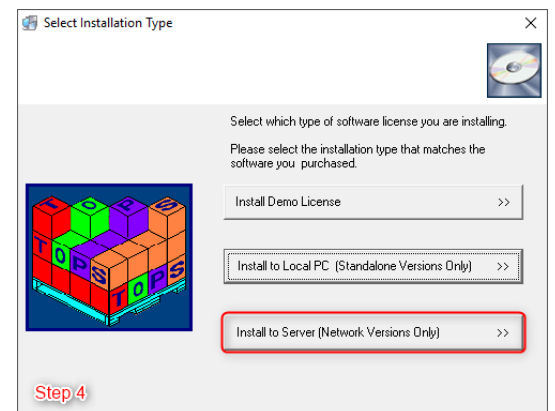 Select Installation Type
Select which type of software license you are installing.
Please select the installation type that matches the
software you purchased.
Install Demo License >>
Install to Local PC (Standalone Versions Only) >>
Install to Server (Network Versions Only) >>
TOPS
TOPS
TOPS
Step 4